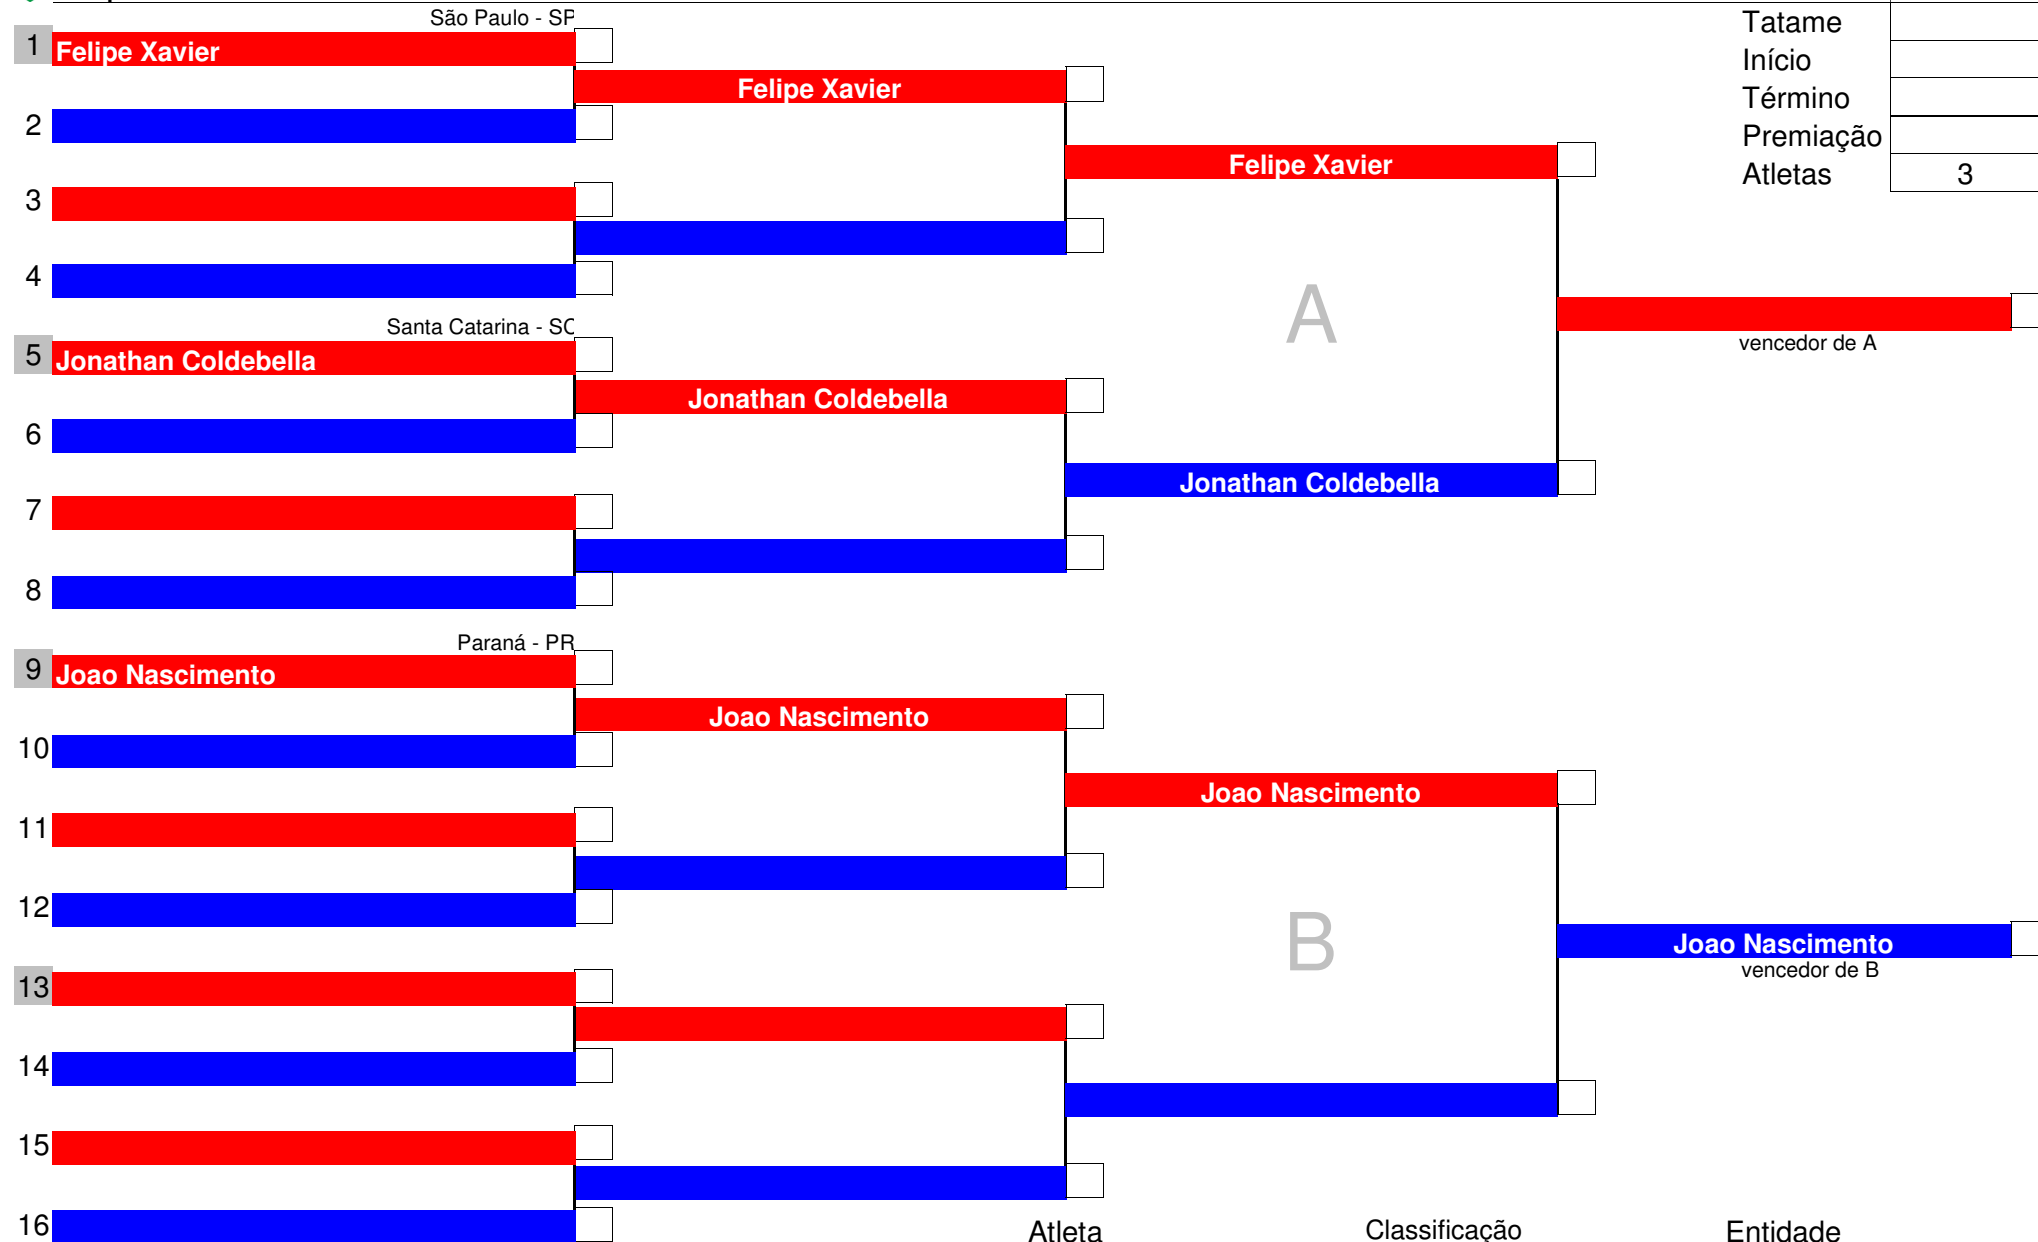 São Paulo - SP
1 Felipe Xavier
Felipe Xavier
2
Felipe Xavier
3
4
A
vencedor de A
Santa Catarina - SC
5 Jonathan Coldebella
Jonathan Coldebella
6
Jonathan Coldebella
7
8
Paraná - PR
9 Joao Nascimento
Joao Nascimento
10
Joao Nascimento
11
12
B
Joao Nascimento
vencedor de B
13
14
15
16
Tatame
Início
Término
Premiação
Atletas 3
Atleta Classificação Entidade